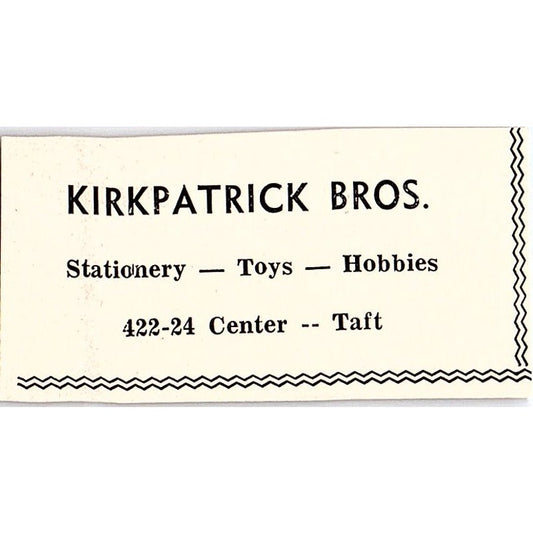 KIRKPATRICK BROS.
Stationery — Toys — Hobbies
422-24 Center -- Taft